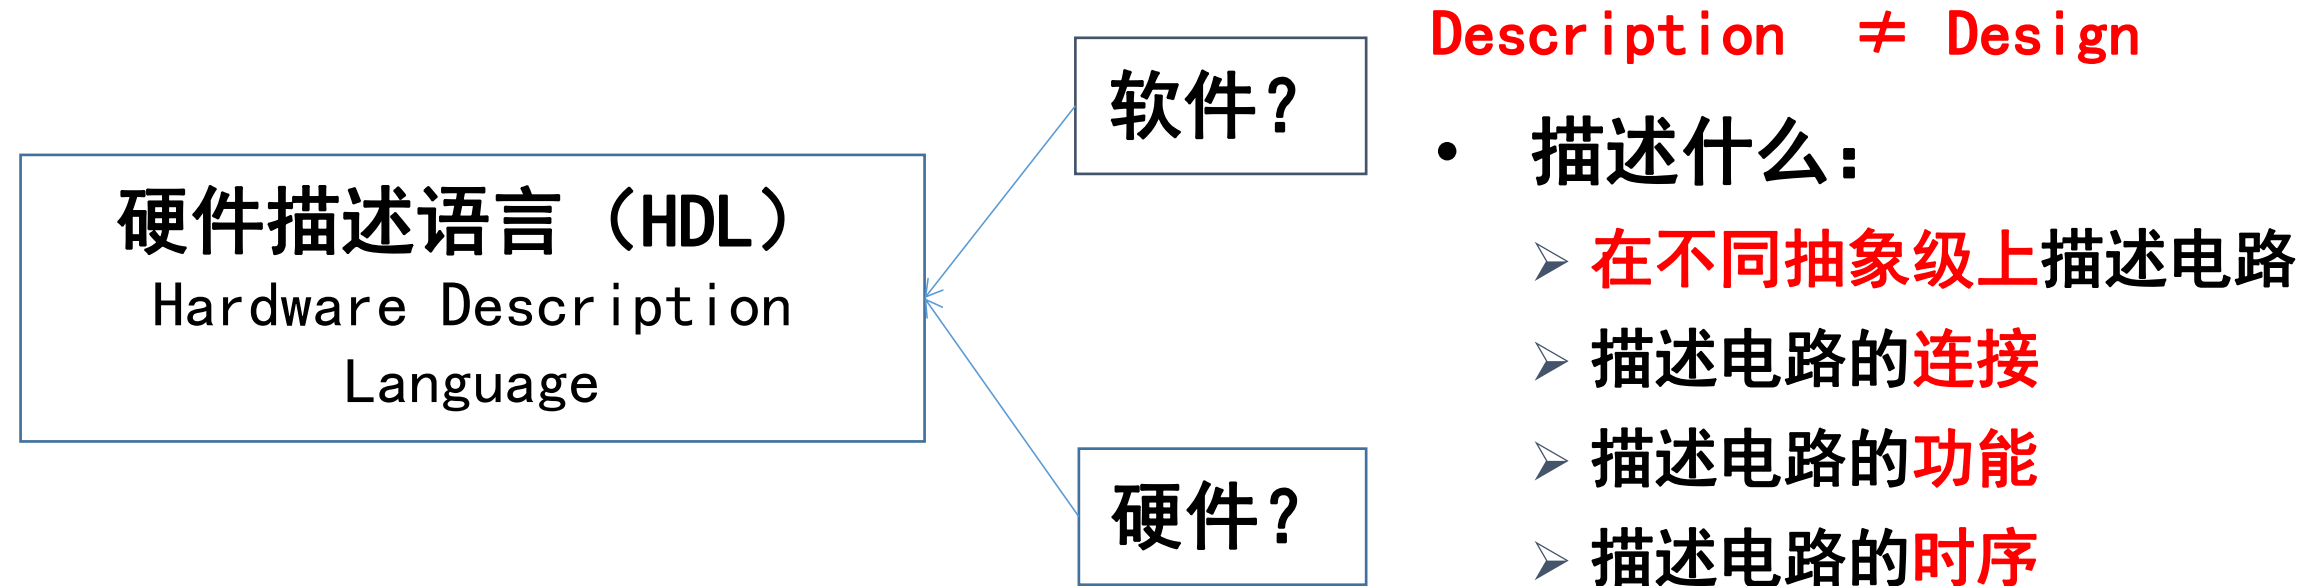 硬件描述语言（HDL）
Hardware Description
Language
软件？
硬件？
Description ≠ Design
• 描述什么：
➢ 在不同抽象级上描述电路
➢ 描述电路的连接
➢ 描述电路的功能
➢ 描述电路的时序